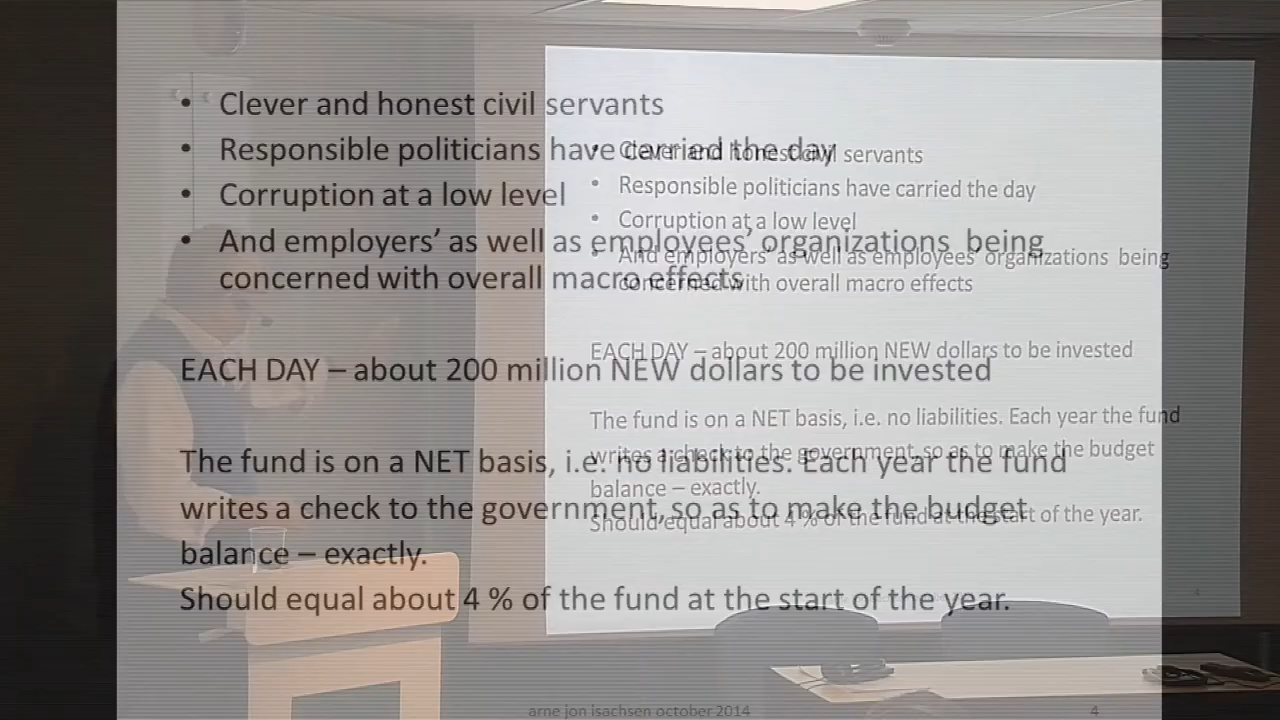 • Clever and honest civil servants
• Responsible politicians have carried the day
• Corruption at a low level
• And employers’ as well as employees’ organizations being
concerned with overall macro effects
EACH DAY – about 200 million NEW dollars to be invested
The fund is on a NET basis, i.e. no liabilities. Each year the fund
writes a check to the government, so as to make the budget
balance – exactly.
Should equal about 4 % of the fund at the start of the year.
arne jon isachsen october 2014
4
• Clever and honest civil servants
• Responsible politicians have carried the day
• Corruption at a low level
• And employers’ as well as employees’ organizations being
concerned with overall macro effects
EACH DAY – about 200 million NEW dollars to be invested
The fund is on a NET basis, i.e. no liabilities. Each year the fund
writes a check to the government, so as to make the budget
balance – exactly.
Should equal about 4 % of the fund at the start of the year.
4